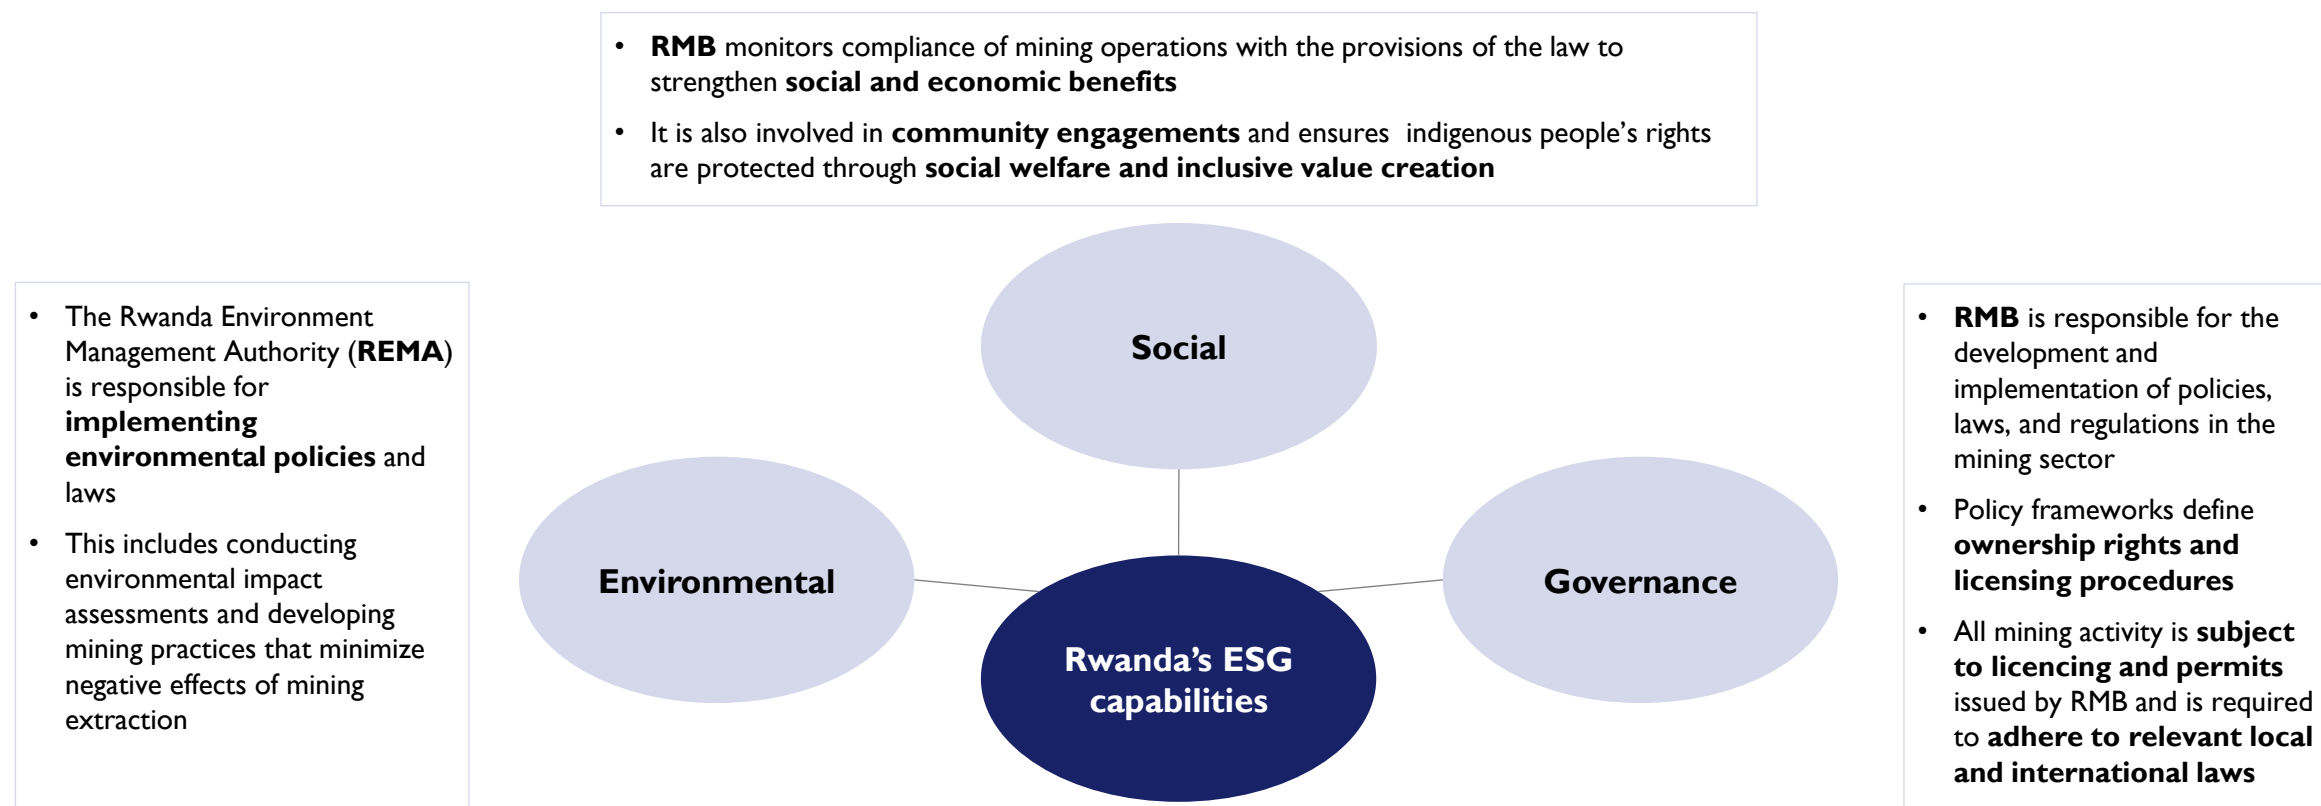 • RMB monitors compliance of mining operations with the provisions of the law to
strengthen social and economic benefits
• It is also involved in community engagements and ensures indigenous people’s rights
are protected through social welfare and inclusive value creation
Social
• The Rwanda Environment
Management Authority (REMA)
is responsible for
implementing
environmental policies and
laws
• This includes conducting
environmental impact
assessments and developing
mining practices that minimize
negative effects of mining
extraction
Environmental
Rwanda’s ESG
capabilities
Governance
• RMB is responsible for the
development and
implementation of policies,
laws, and regulations in the
mining sector
• Policy frameworks define
ownership rights and
licensing procedures
• All mining activity is subject
to licencing and permits
issued by RMB and is required
to adhere to relevant local
and international laws